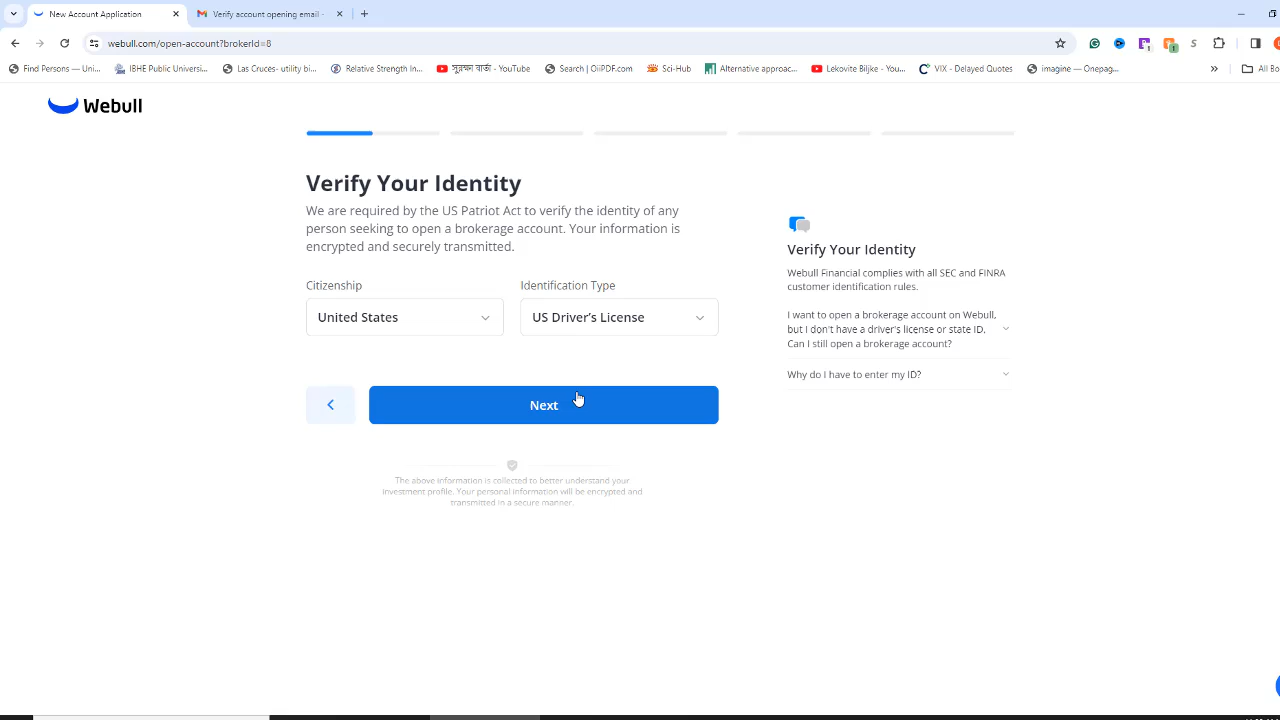 New Account Application
Verify account opening email -
webull.com/open-account?brokerId=8
Find Persons — Uni...
IBHE Public Universi...
Las Cruces- utility bi...
Relative Strength In...
সুরক্ষা বার্তা - YouTube
Search | OiiPDF.com
Sci-Hub
Alternative approac...
Lekovite Biljke - You...
VIX - Delayed Quotes
imagine — Onepag...
»
All Bo
Webull
Verify Your Identity
We are required by the US Patriot Act to verify the identity of any
person seeking to open a brokerage account. Your information is
encrypted and securely transmitted.
Citizenship
Identification Type
United States
US Driver's License
Next
The above information is collected to better understand your
investment profile. Your personal information will be encrypted and
transmitted in a secure manner.
Verify Your Identity
Webull Financial complies with all SEC and FINRA
customer identification rules.
I want to open a brokerage account on Webull,
but I don't have a driver's license or state ID,
Can I still open a brokerage account?
Why do I have to enter my ID?